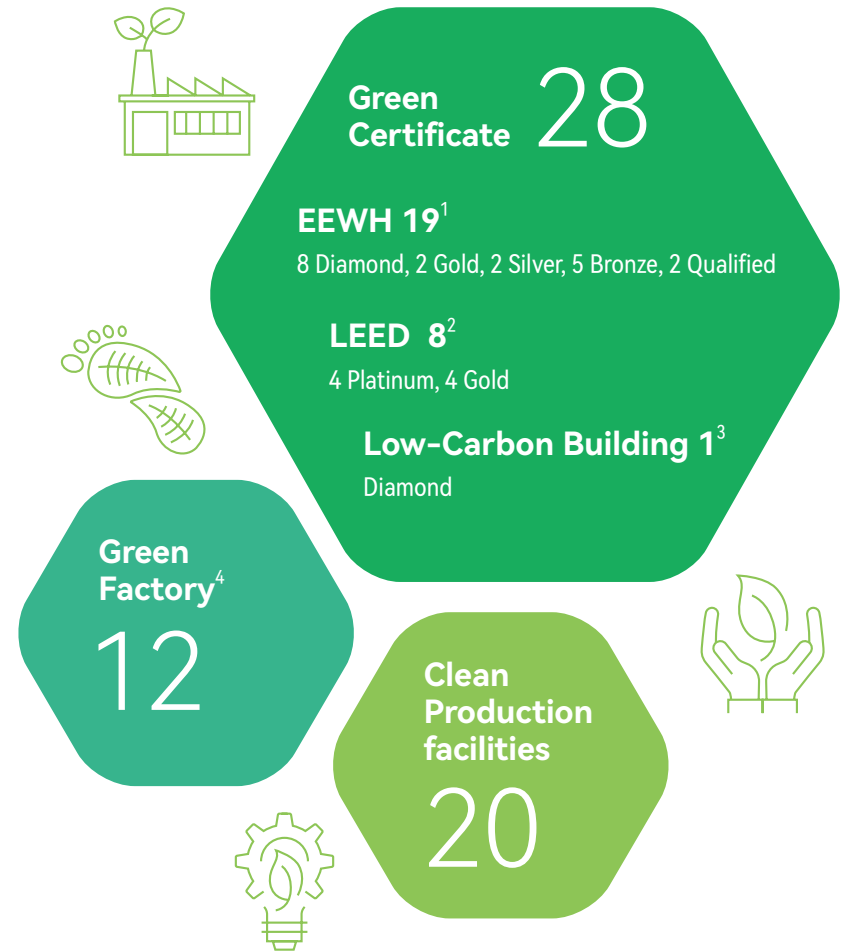 Green
Certificate 28
EEWH 19¹
8 Diamond, 2 Gold, 2 Silver, 5 Bronze, 2 Qualified
LEED 8²
4 Platinum, 4 Gold
Low-Carbon Building 1³
Diamond
Green
Factory⁴
12
Clean
Production
facilities
20